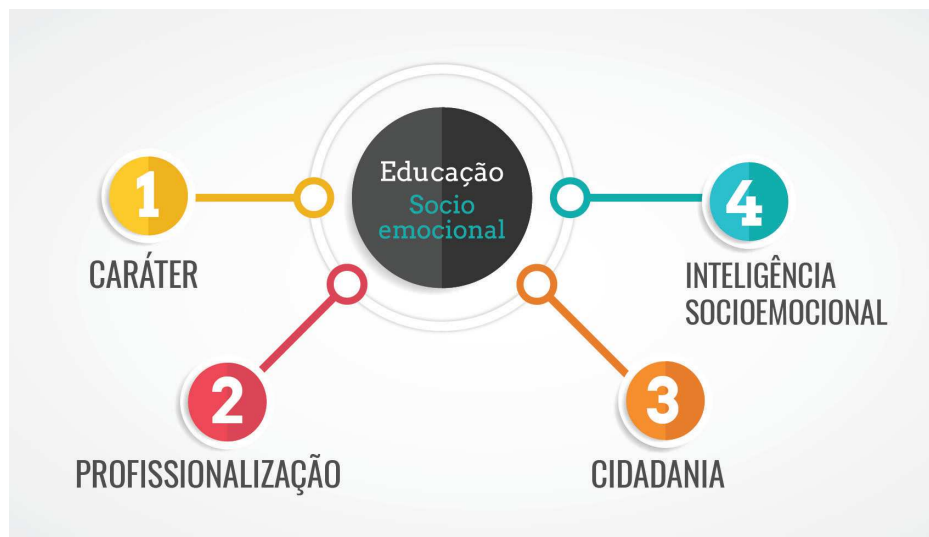 Educação
Socio
emocional
1
CARÁTER
2
PROFISSIONALIZAÇÃO
3
CIDADANIA
4
INTELIGÊNCIA
SOCIOEMOCIONAL